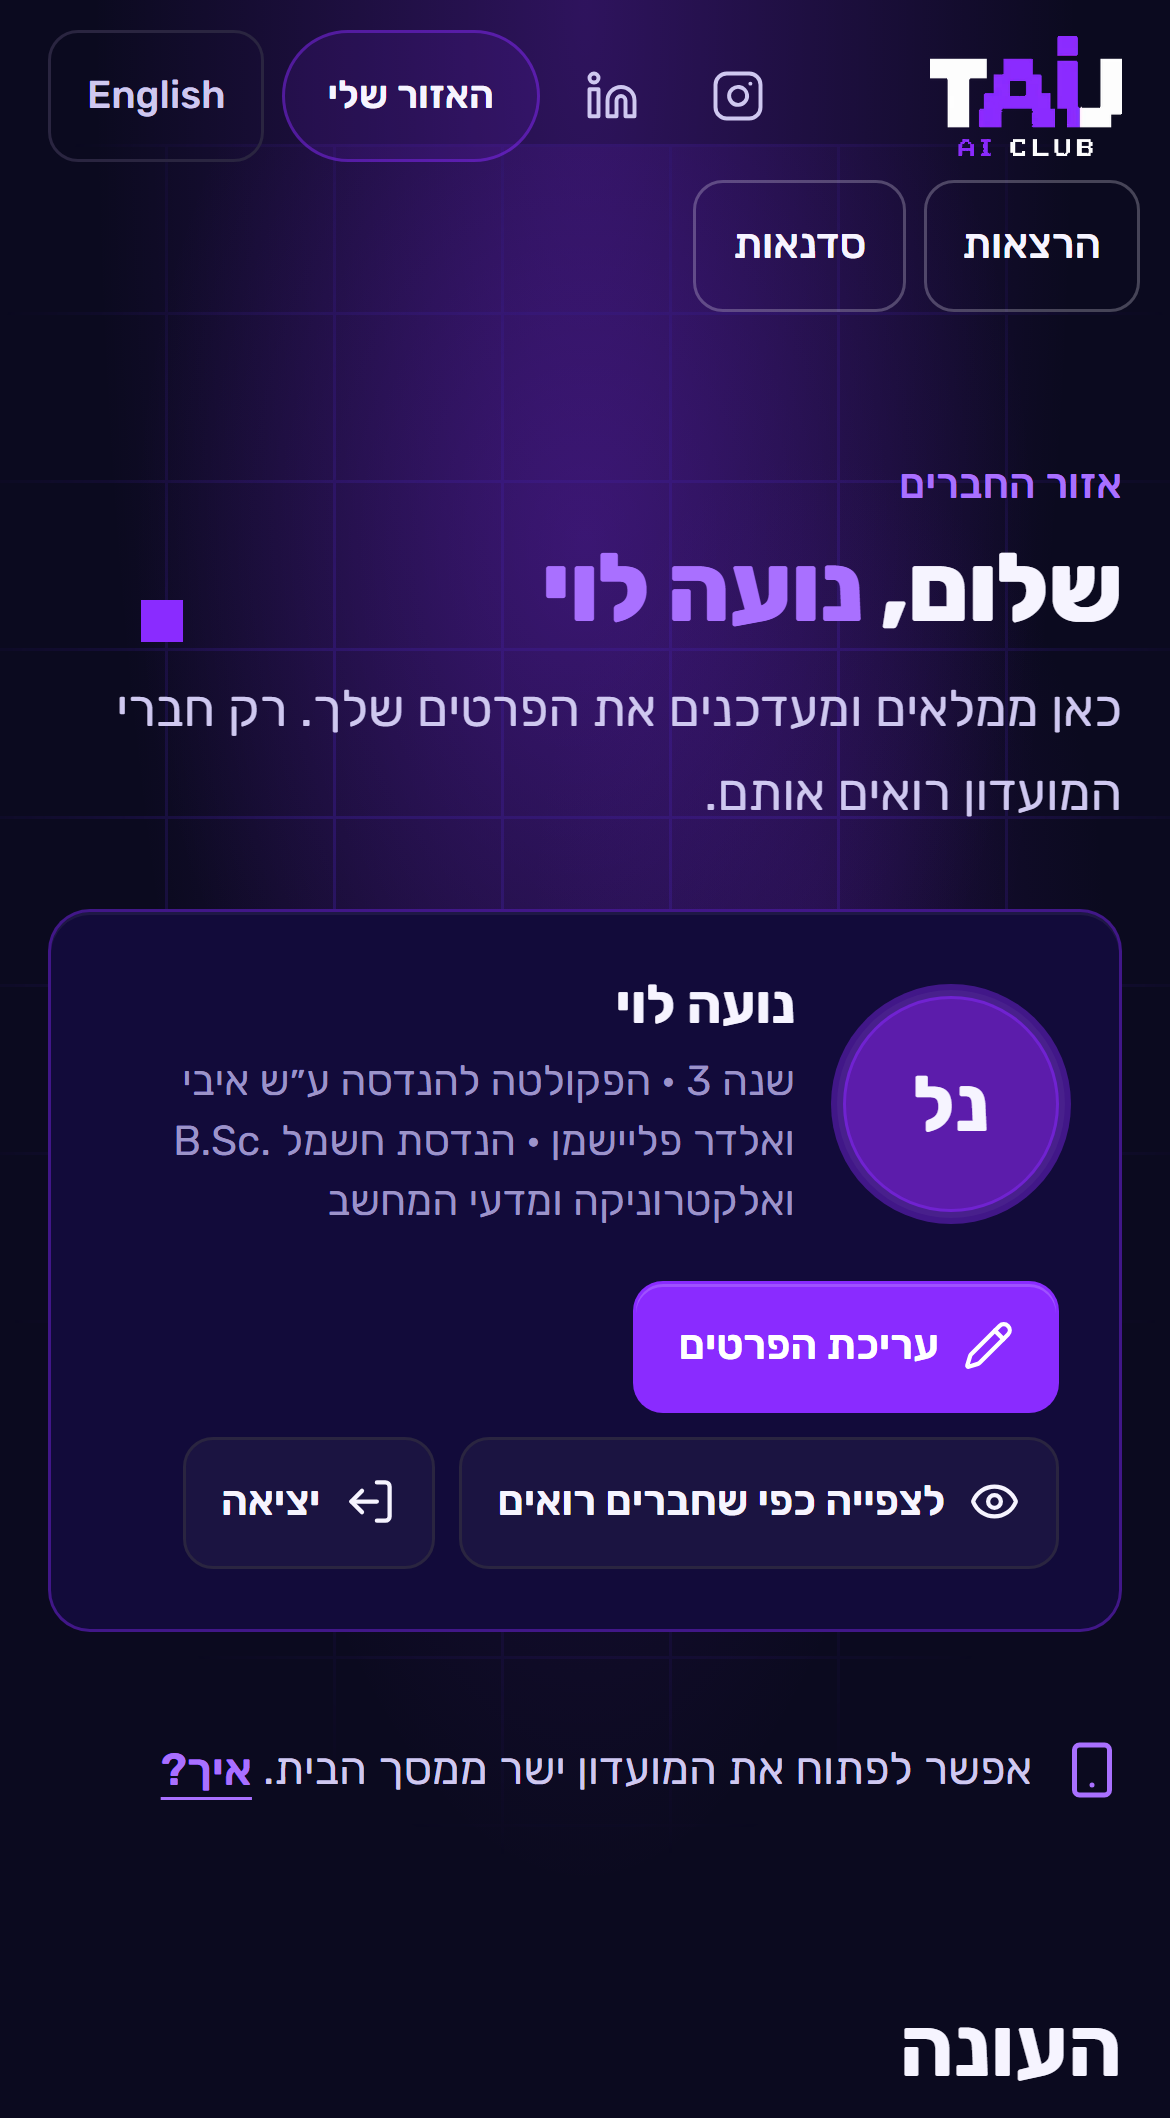 TAU
AI CLUB
האזור שלי
English
הרצאות
סדנאות
אזור החברים
שלום, נועה לוי
כאן ממלאים ומעדכנים את הפרטים שלך. רק חברי
המועדון רואים אותם.
נל
נועה לוי
שנה 3 • הפקולטה להנדסה ע״ש איבי
ואלדר פליישמן • הנדסת חשמל B.Sc.
ואלקטרוניקה ומדעי המחשב
עריכת הפרטים
לצפייה כפי שחברים רואים
יציאה
אפשר לפתוח את המועדון ישר ממסך הבית. איך?
העונה